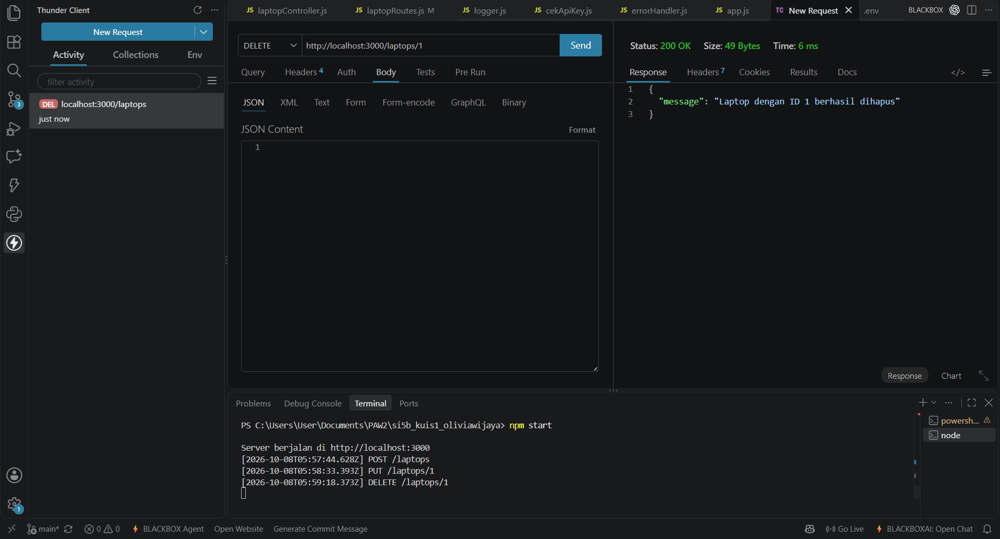 Thunder Client
New Request
Activity Collections Env
filter activity
DEL localhost:3000/laptops
just now
3
1
JS laptopController.js JS laptopRoutes.js M JS logger.js JS cekApiKey.js JS errorHandler.js JS app.js TC New Request .env BLACKBOX
DELETE http://localhost:3000/laptops/1 Send
Query Headers 4 Auth Body Tests Pre Run
JSON XML Text Form Form-encode GraphQL Binary
JSON Content Format
1
Status: 200 OK Size: 49 Bytes Time: 6 ms
Response Headers 7 Cookies Results Docs </>
1 {
2 "message": "Laptop dengan ID 1 berhasil dihapus"
3 }
Response Chart
Problems Debug Console Terminal Ports
PS C:\Users\User\Documents\PAW2\si5b_kuis1_oliviawijaya> npm start
Server berjalan di http://localhost:3000
[2026-10-08T05:57:44.628Z] POST /laptops
[2026-10-08T05:58:33.393Z] PUT /laptops/1
[2026-10-08T05:59:18.373Z] DELETE /laptops/1
powersh...
node
main* 0 0 BLACKBOX Agent Open Website Generate Commit Message Go Live BLACKBOXAI: Open Chat